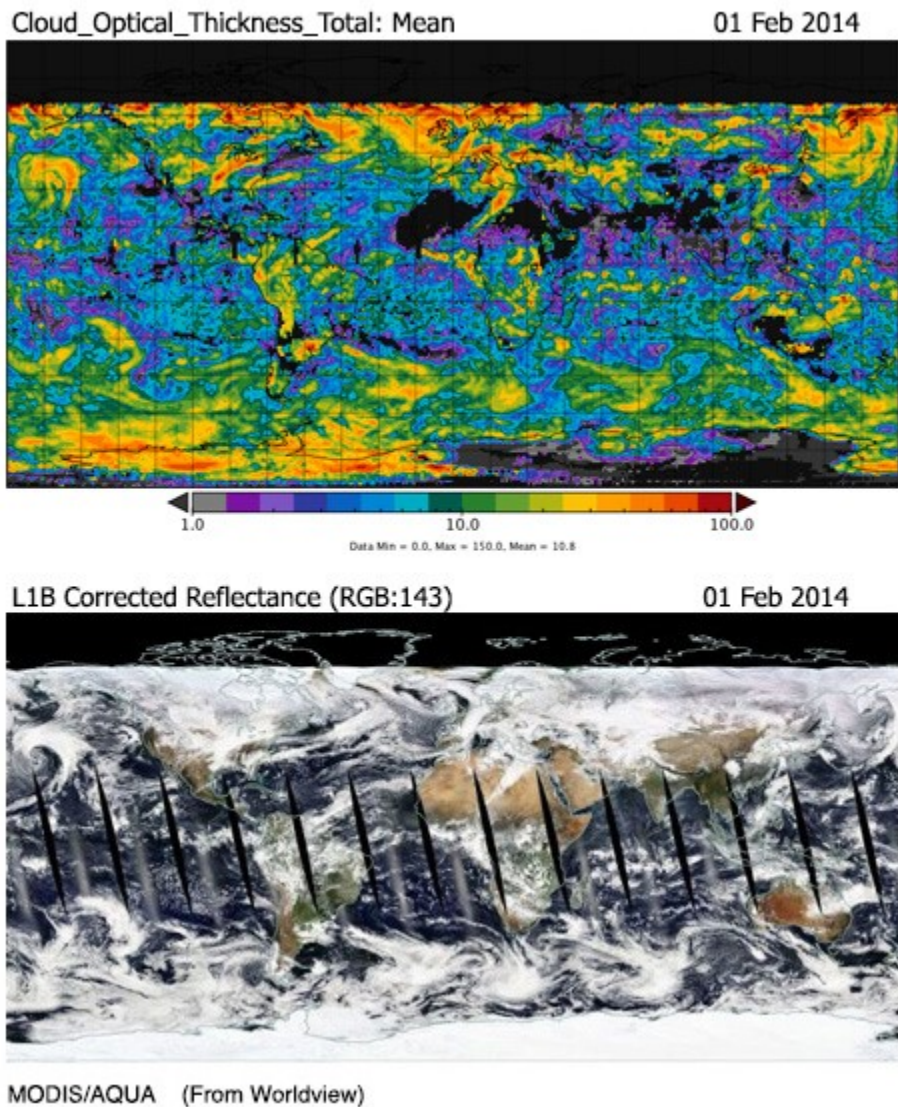 Cloud_Optical_Thickness_Total: Mean 01 Feb 2014
1.0 10.0 100.0
Data Min = 0.0, Max = 150.0, Mean = 10.8
L1B Corrected Reflectance (RGB:143) 01 Feb 2014
MODIS/AQUA (From Worldview)